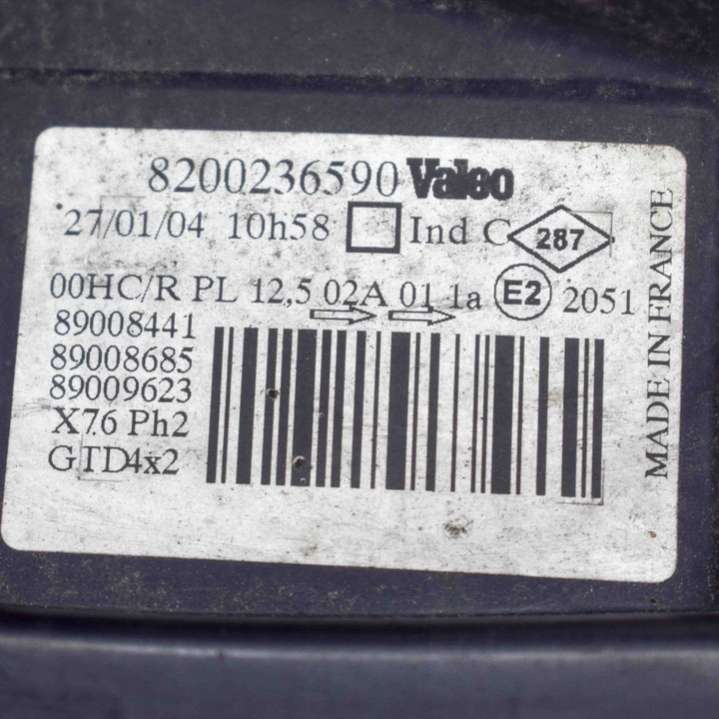 8200236590 Valeo
27/01/04 10h58 Ind C 287
00HC/R PL 12,5 02A 01 1a E2 2051
89008441
89008685
89009623
X76 Ph2
GTD4x2
MADE IN FRANCE